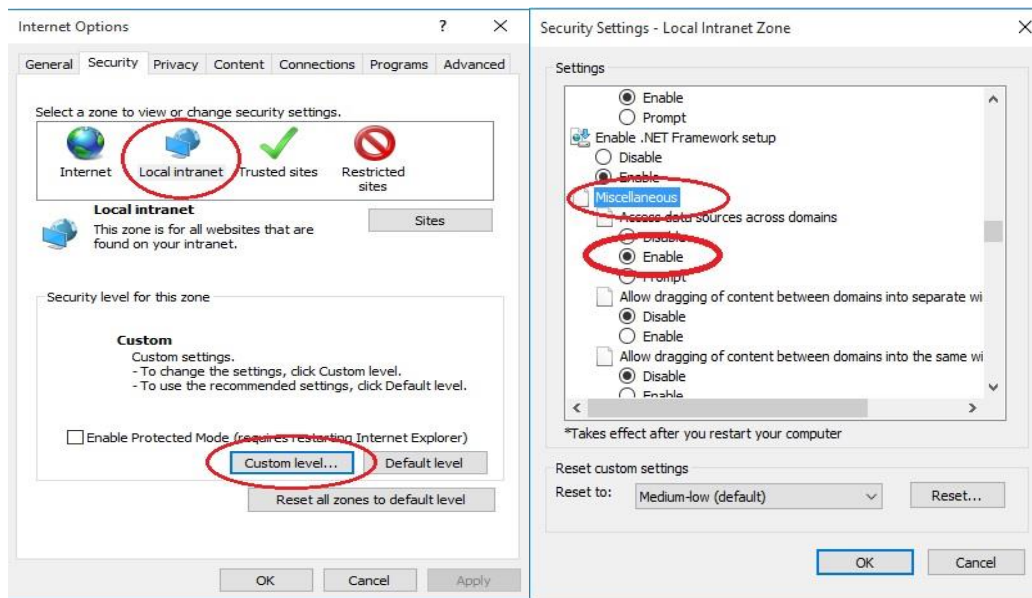 Internet Options
?
General Security Privacy Content Connections Programs Advanced
Select a zone to view or change security settings.
Internet
Local intranet
Trusted sites
Restricted
sites
Local intranet
This zone is for all websites that are
found on your intranet.
Sites
Security level for this zone
Custom
Custom settings.
- To change the settings, click Custom level.
- To use the recommended settings, click Default level.
Enable Protected Mode (requires restarting Internet Explorer)
Custom level...
Default level
Reset all zones to default level
OK
Cancel
Apply
Security Settings - Local Intranet Zone
Settings
Enable
Prompt
Enable .NET Framework setup
Disable
Enable
Miscellaneous
Access data sources across domains
Disable
Enable
Prompt
Allow dragging of content between domains into separate wi
Disable
Enable
Allow dragging of content between domains into the same wi
Disable
Enable
*Takes effect after you restart your computer
Reset custom settings
Reset to:
Medium-low (default)
Reset...
OK
Cancel